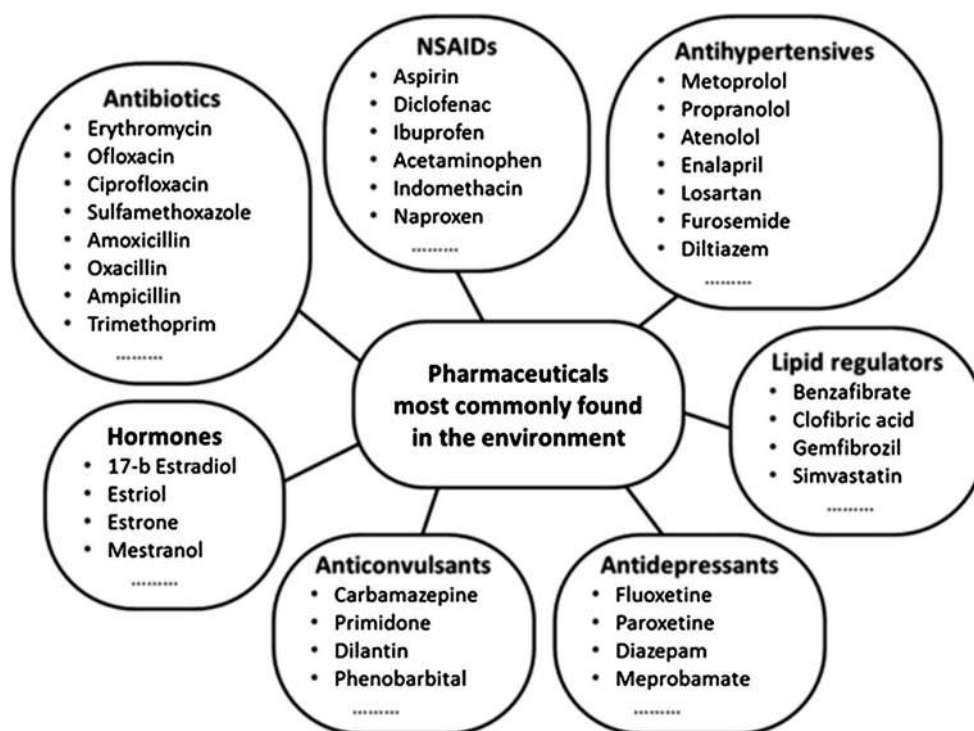 NSAIDs
• Aspirin
• Diclofenac
• Ibuprofen
• Acetaminophen
• Indomethacin
• Naproxen
.........
Antihypertensives
• Metoprolol
• Propranolol
• Atenolol
• Enalapril
• Losartan
• Furosemide
• Diltiazem
.........
Antibiotics
• Erythromycin
• Ofloxacin
• Ciprofloxacin
• Sulfamethoxazole
• Amoxicillin
• Oxacillin
• Ampicillin
• Trimethoprim
.........
Pharmaceuticals
most commonly found
in the environment
Lipid regulators
• Benzafibrate
• Clofibric acid
• Gemfibrozil
• Simvastatin
.........
Hormones
• 17-b Estradiol
• Estriol
• Estrone
• Mestranol
.........
Anticonvulsants
• Carbamazepine
• Primidone
• Dilantin
• Phenobarbital
.........
Antidepressants
• Fluoxetine
• Paroxetine
• Diazepam
• Meprobamate
.........